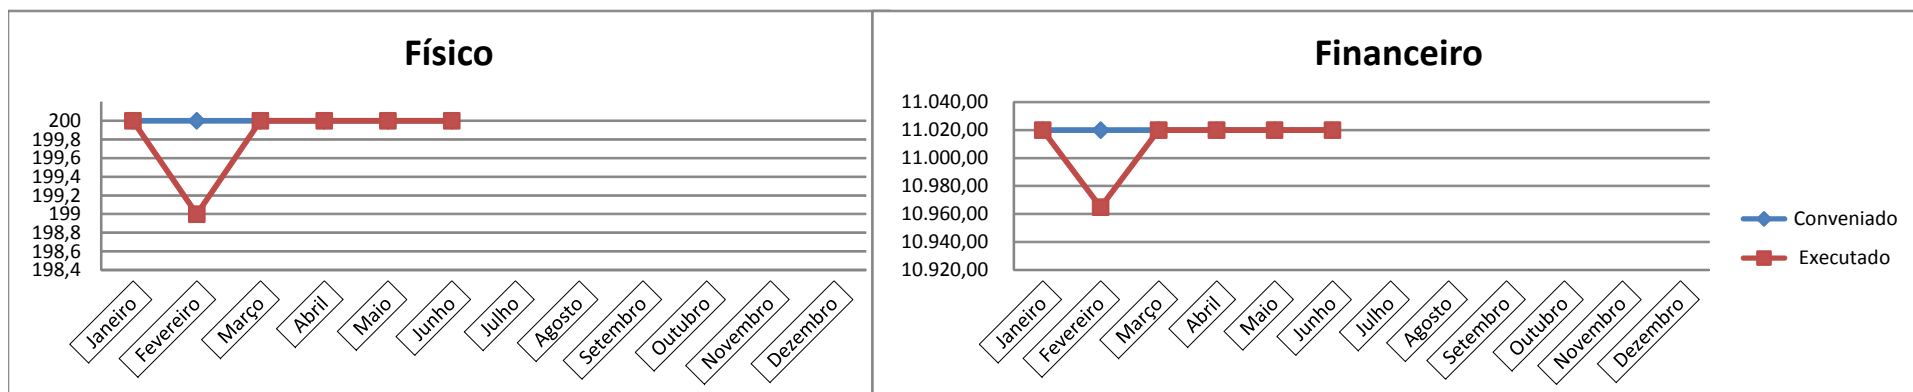 Físico
200
199,8
199,6
199,4
199,2
199
198,8
198,6
198,4
Janeiro
Fevereiro
Março
Abril
Maio
Junho
Julho
Agosto
Setembro
Outubro
Novembro
Dezembro
Financeiro
11.040,00
11.020,00
11.000,00
10.980,00
10.960,00
10.940,00
10.920,00
Janeiro
Fevereiro
Março
Abril
Maio
Junho
Julho
Agosto
Setembro
Outubro
Novembro
Dezembro
Conveniado
Executado